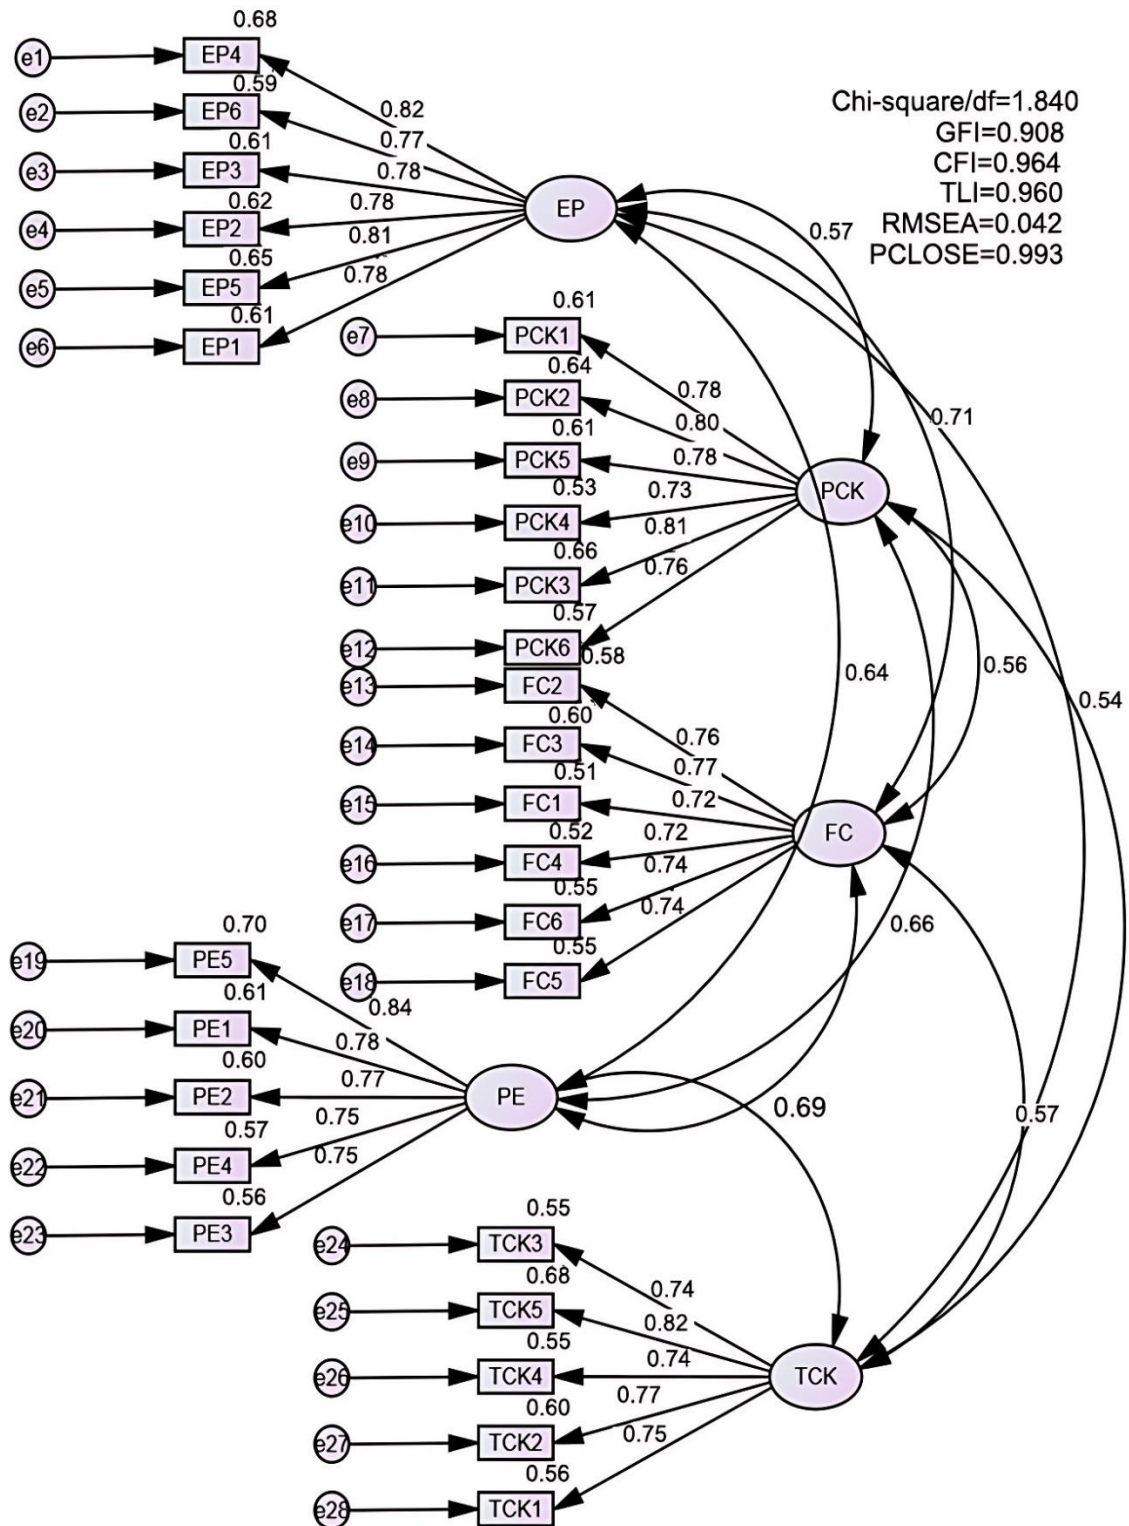 Chi-square/df=1.840
GFI=0.908
CFI=0.964
TLI=0.960
RMSEA=0.042
PCLOSE=0.993
0.68
e1 EP4
0.82
0.59
e2 EP6
0.77
0.61
e3 EP3
0.78
0.62
e4 EP2
0.78
0.65
e5 EP5
0.81
0.61
e6 EP1
0.78
EP
0.57
0.71
0.61
e7 PCK1
0.78
0.64
e8 PCK2
0.80
0.61
e9 PCK5
0.78
0.53
e10 PCK4
0.73
0.66
e11 PCK3
0.81
0.57
e12 PCK6
0.76
PCK
0.58
e13 FC2
0.76
0.60
e14 FC3
0.77
0.51
e15 FC1
0.72
0.52
e16 FC4
0.72
0.55
e17 FC6
0.74
0.55
e18 FC5
0.74
FC
0.64
0.56
0.54
0.66
0.70
e19 PE5
0.84
0.61
e20 PE1
0.78
0.60
e21 PE2
0.77
0.57
e22 PE4
0.75
0.56
e23 PE3
0.75
PE
0.69
0.57
0.55
e24 TCK3
0.74
0.68
e25 TCK5
0.82
0.55
e26 TCK4
0.74
0.60
e27 TCK2
0.77
0.56
e28 TCK1
0.75
TCK